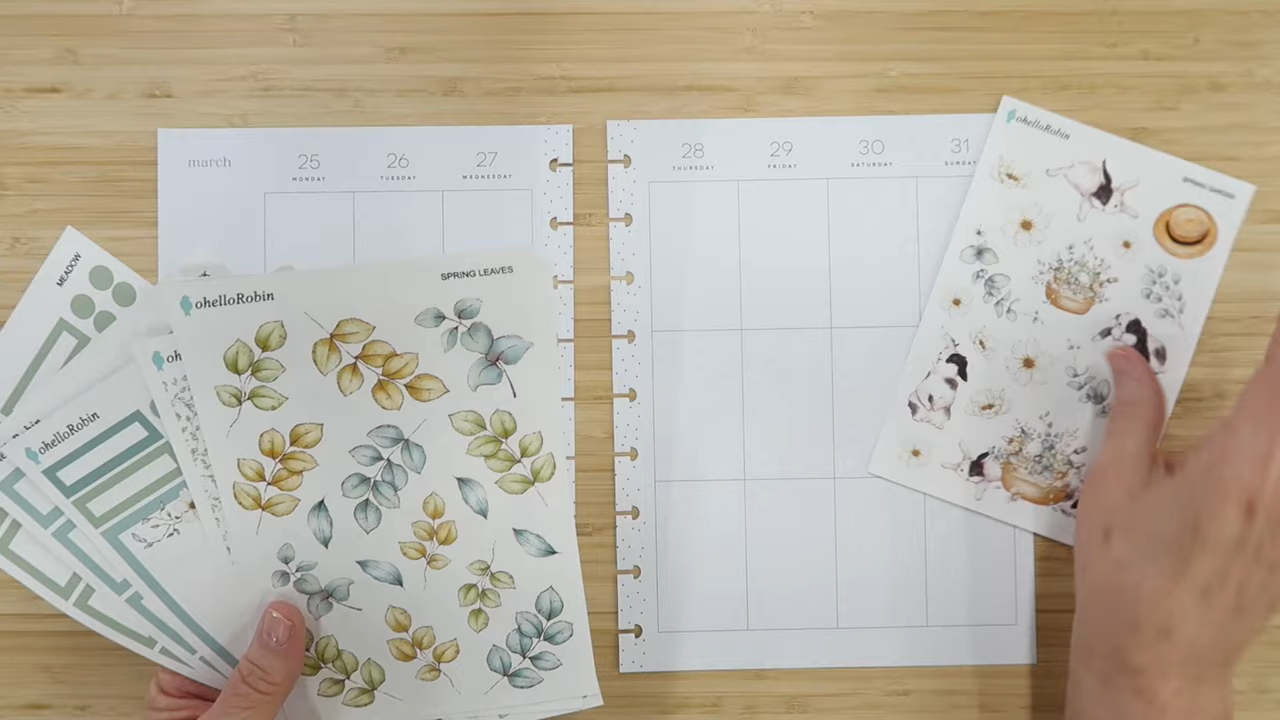 march
25
MONDAY
26
TUESDAY
27
WEDNESDAY
28
THURSDAY
29
FRIDAY
30
SATURDAY
31
SUNDAY
ohelloRobin
SPRING GARDEN
MEADOW
ohelloRobin
SPRING LEAVES
ohelloRobin